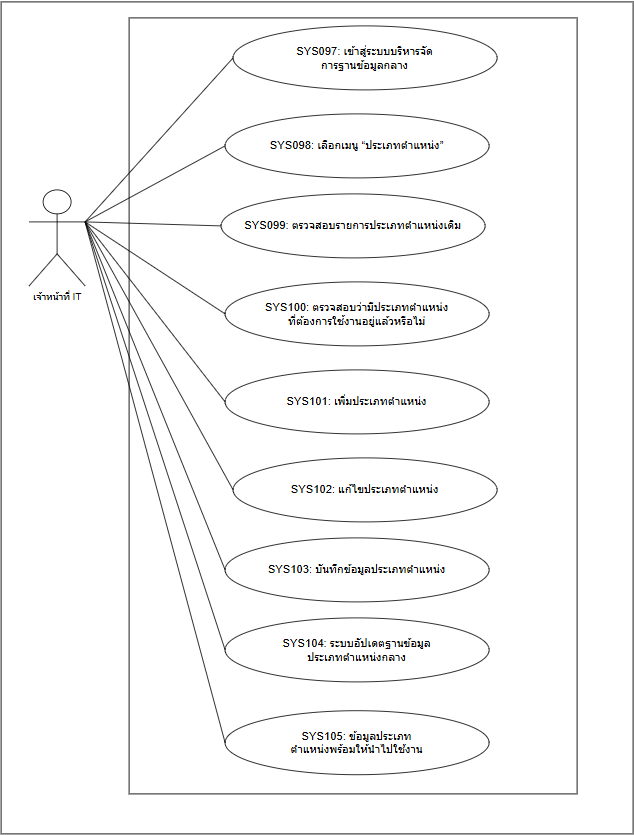 SYS097: เข้าสู่ระบบบริหารจัด
การฐานข้อมูลกลาง
SYS098: เลือกเมนู “ประเภทตำแหน่ง”
SYS099: ตรวจสอบรายการประเภทตำแหน่งเดิม
เจ้าหน้าที่ IT
SYS100: ตรวจสอบว่ามีประเภทตำแหน่ง
ที่ต้องการใช้งานอยู่แล้วหรือไม่
SYS101: เพิ่มประเภทตำแหน่ง
SYS102: แก้ไขประเภทตำแหน่ง
SYS103: บันทึกข้อมูลประเภทตำแหน่ง
SYS104: ระบบอัปเดตฐานข้อมูล
ประเภทตำแหน่งกลาง
SYS105: ข้อมูลประเภท
ตำแหน่งพร้อมให้นำไปใช้งาน